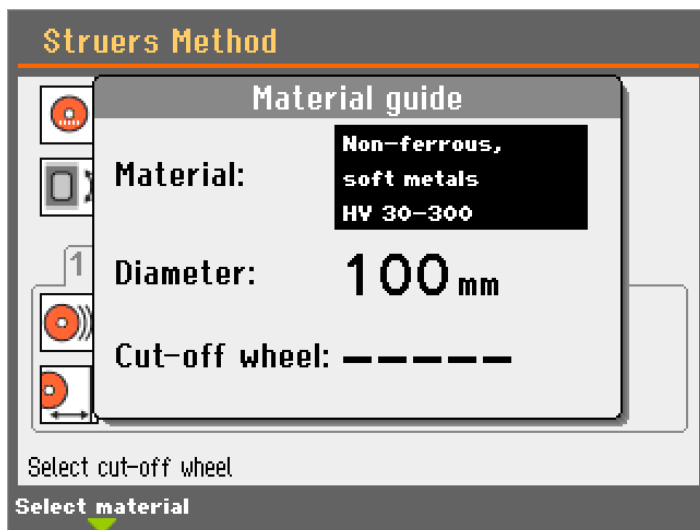 Struers Method
Material guide
Material:
Non-ferrous,
soft metals
HV 30-300
Diameter:
100 mm
Cut-off wheel: -----
1
Select cut-off wheel
Select material